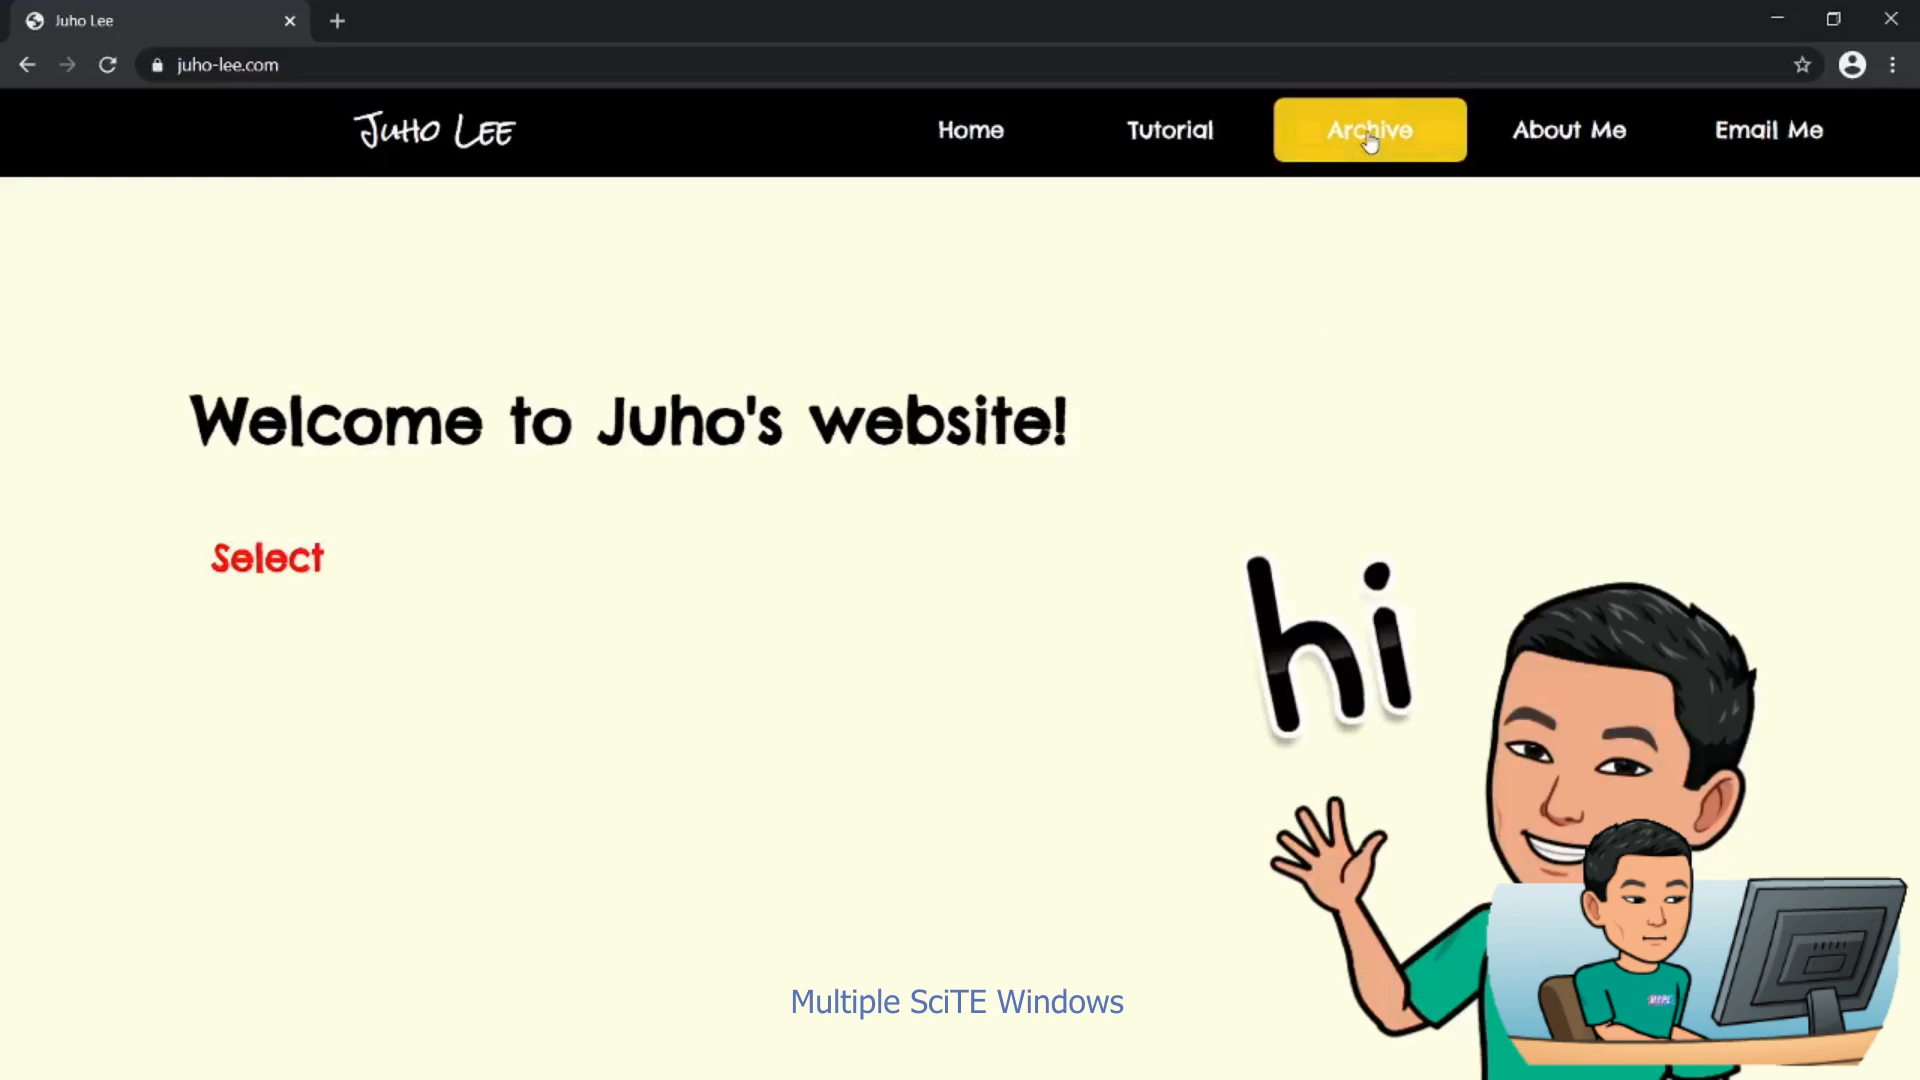 Juho Lee
juho-lee.com
Juho Lee
Home
Tutorial
Archive
About Me
Email Me
Welcome to Juho's website!
Select
hi
Multiple SciTE Windows